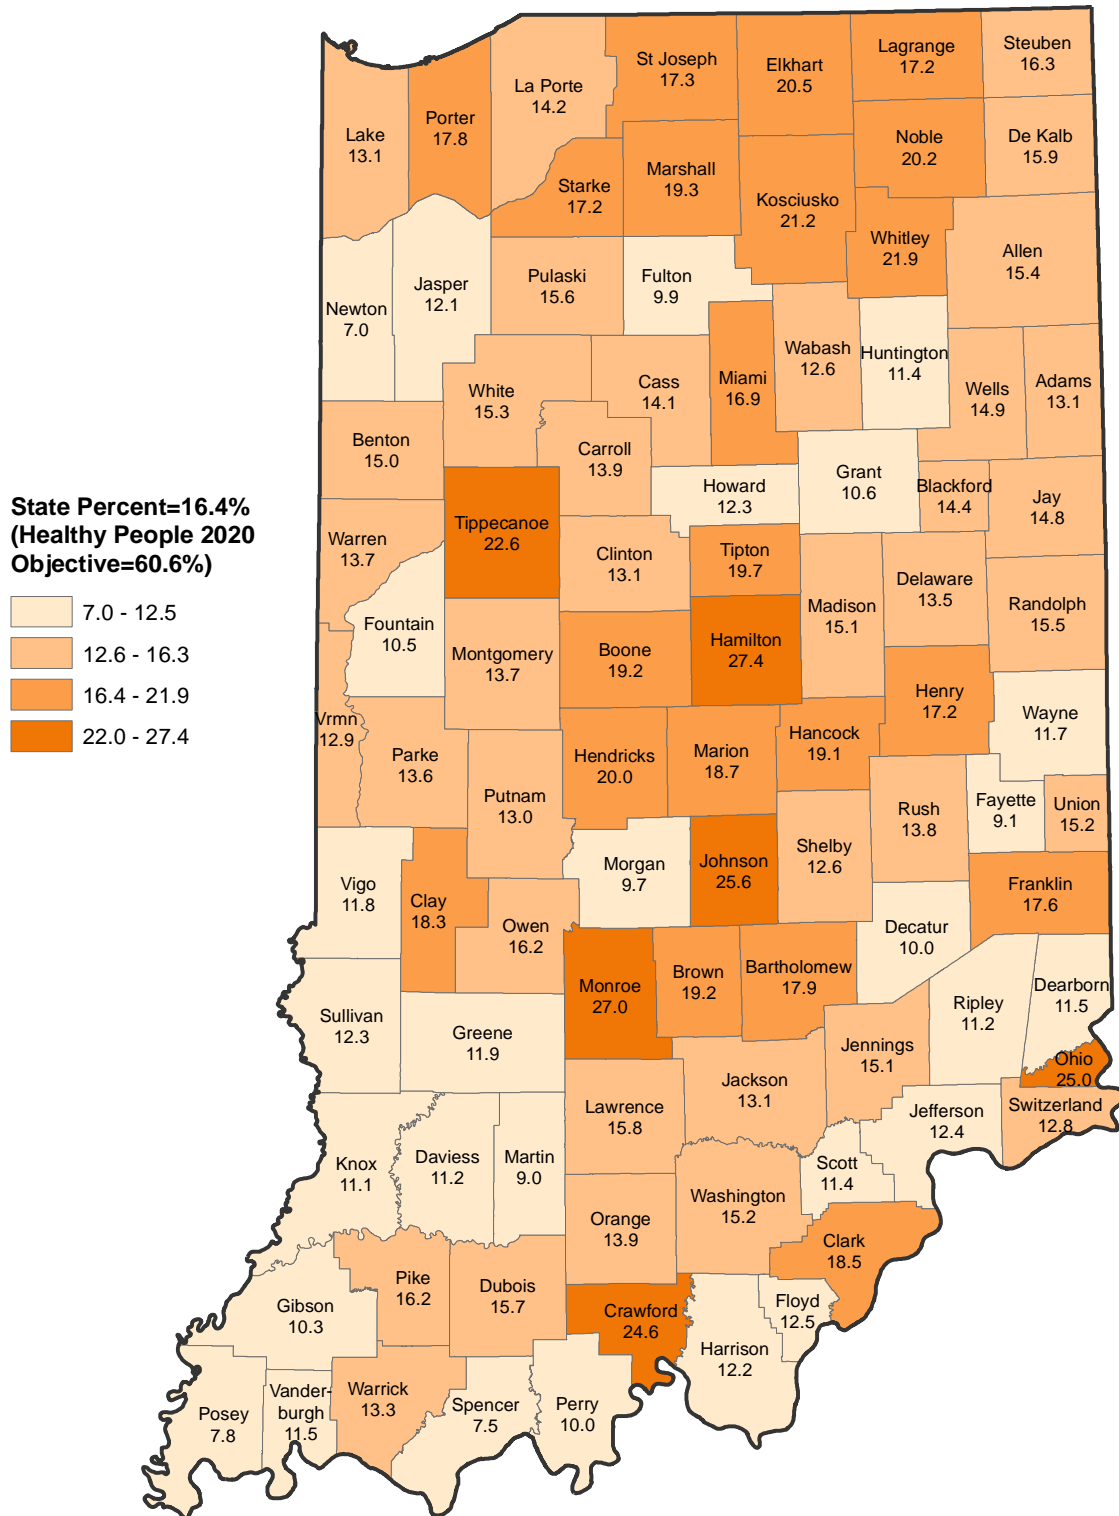 St Joseph
17.3
Elkhart
20.5
Lagrange
17.2
Steuben
16.3
La Porte
14.2
Porter
17.8
Lake
13.1
Noble
20.2
De Kalb
15.9
Starke
17.2
Marshall
19.3
Kosciusko
21.2
Whitley
21.9
Allen
15.4
Newton
7.0
Jasper
12.1
Pulaski
15.6
Fulton
9.9
Wabash
12.6
Huntington
11.4
White
15.3
Cass
14.1
Miami
16.9
Wells
14.9
Adams
13.1
Benton
15.0
Carroll
13.9
Howard
12.3
Grant
10.6
Blackford
14.4
Jay
14.8
State Percent=16.4%
(Healthy People 2020
Objective=60.6%)
7.0 - 12.5
12.6 - 16.3
16.4 - 21.9
22.0 - 27.4
Warren
13.7
Tippecanoe
22.6
Clinton
13.1
Tipton
19.7
Madison
15.1
Delaware
13.5
Randolph
15.5
Fountain
10.5
Montgomery
13.7
Boone
19.2
Hamilton
27.4
Henry
17.2
Wayne
11.7
Vrmn
12.9
Parke
13.6
Putnam
13.0
Hendricks
20.0
Marion
18.7
Hancock
19.1
Rush
13.8
Fayette
9.1
Union
15.2
Vigo
11.8
Clay
18.3
Owen
16.2
Morgan
9.7
Johnson
25.6
Shelby
12.6
Decatur
10.0
Franklin
17.6
Sullivan
12.3
Greene
11.9
Monroe
27.0
Brown
19.2
Bartholomew
17.9
Jennings
15.1
Ripley
11.2
Dearborn
11.5
Ohio
25.0
Lawrence
15.8
Jackson
13.1
Jefferson
12.4
Switzerland
12.8
Knox
11.1
Daviess
11.2
Martin
9.0
Orange
13.9
Washington
15.2
Scott
11.4
Clark
18.5
Gibson
10.3
Pike
16.2
Dubois
15.7
Crawford
24.6
Harrison
12.2
Floyd
12.5
Posey
7.8
Vander-
burgh
11.5
Warrick
13.3
Spencer
7.5
Perry
10.0